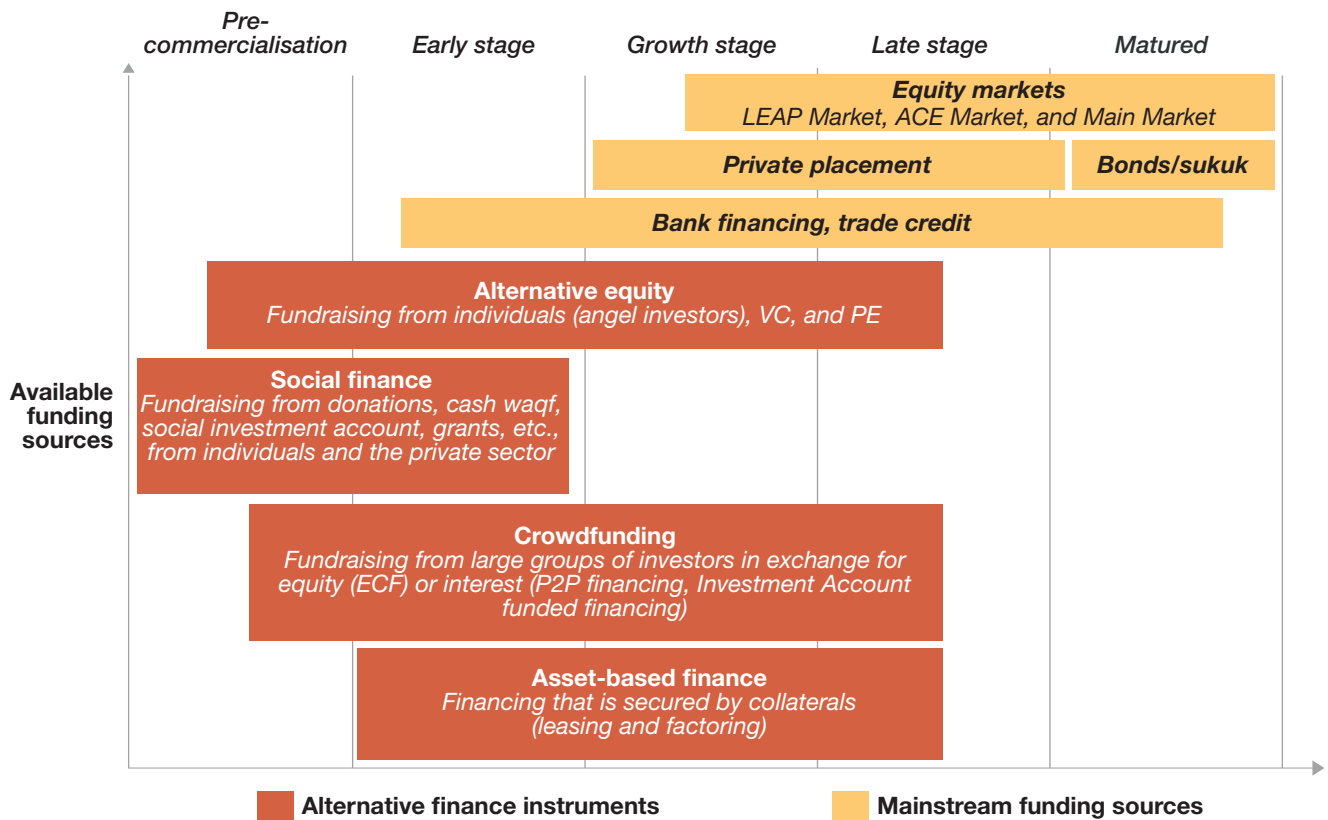 Pre-
commercialisation
Early stage
Growth stage
Late stage
Matured
Equity markets
LEAP Market, ACE Market, and Main Market
Private placement
Bonds/sukuk
Bank financing, trade credit
Alternative equity
Fundraising from individuals (angel investors), VC, and PE
Available
funding
sources
Social finance
Fundraising from donations, cash waqf,
social investment account, grants, etc.,
from individuals and the private sector
Crowdfunding
Fundraising from large groups of investors in exchange for
equity (ECF) or interest (P2P financing, Investment Account
funded financing)
Asset-based finance
Financing that is secured by collaterals
(leasing and factoring)
Alternative finance instruments
Mainstream funding sources